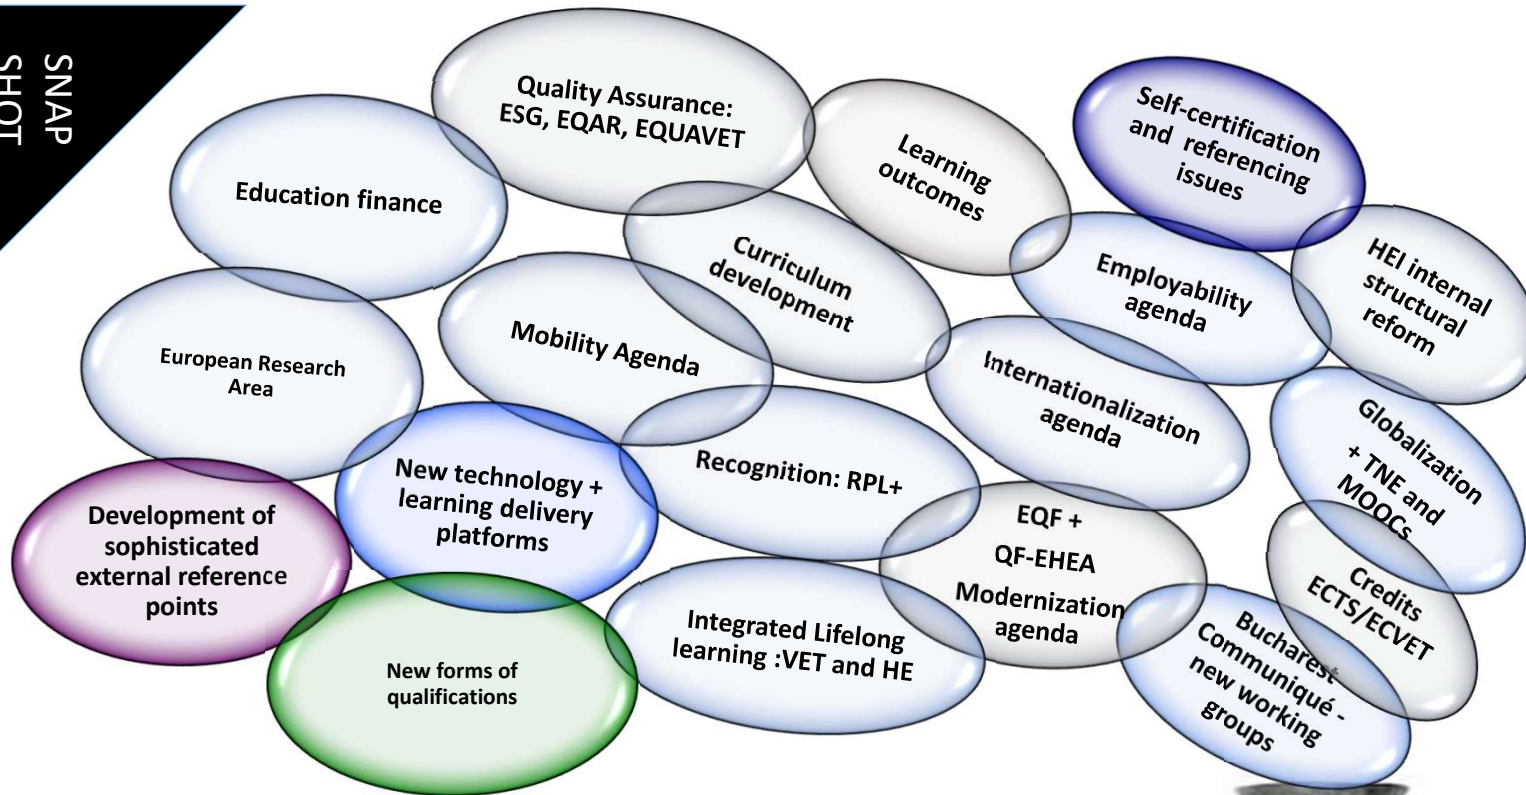 SNAP
SHOT
Quality Assurance:
ESG, EQAR, EQUAVET
Learning
outcomes
Self-certification
and referencing
issues
Education finance
Curriculum
development
Employability
agenda
HEI internal
structural
reform
European Research
Area
Mobility Agenda
Internationalization
agenda
Globalization
+ TNE and
MOOCs
Development of
sophisticated
external reference
points
New technology +
learning delivery
platforms
Recognition: RPL+
EQF +
QF-EHEA
Modernization
agenda
Credits
ECTS/ECVET
New forms of
qualifications
Integrated Lifelong
learning :VET and HE
Bucharest
Communiqué -
new working
groups